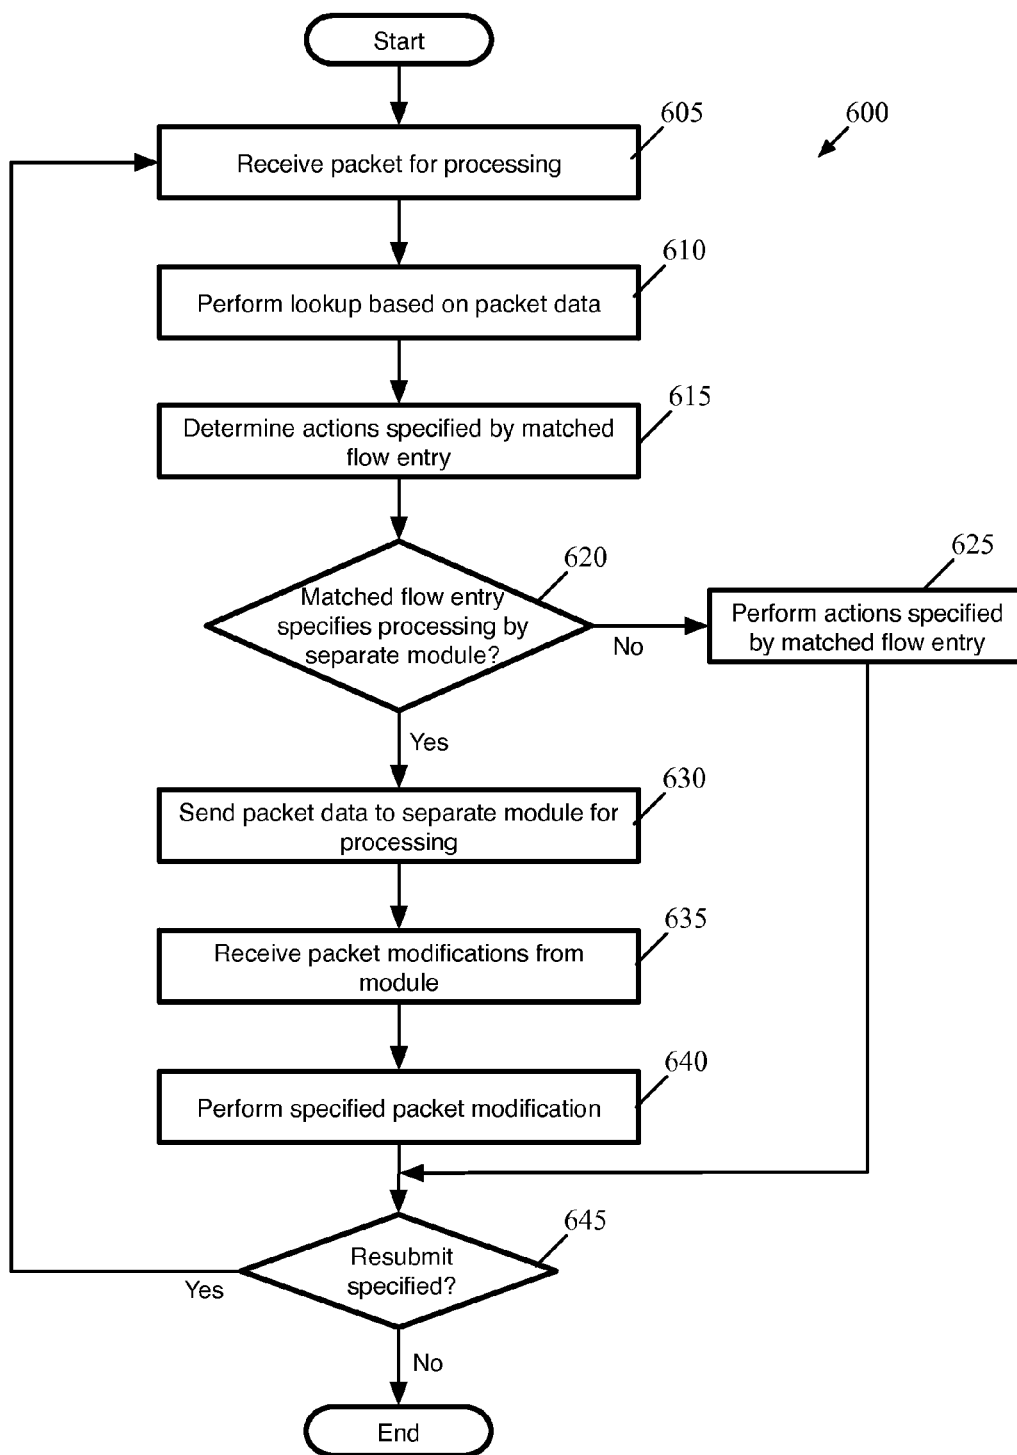 Start
605
600
Receive packet for processing
610
Perform lookup based on packet data
615
Determine actions specified by matched
flow entry
620
625
Matched flow entry
specifies processing by
separate module?
No
Perform actions specified
by matched flow entry
Yes
630
Send packet data to separate module for
processing
635
Receive packet modifications from
module
640
Perform specified packet modification
645
Resubmit
specified?
Yes
No
End